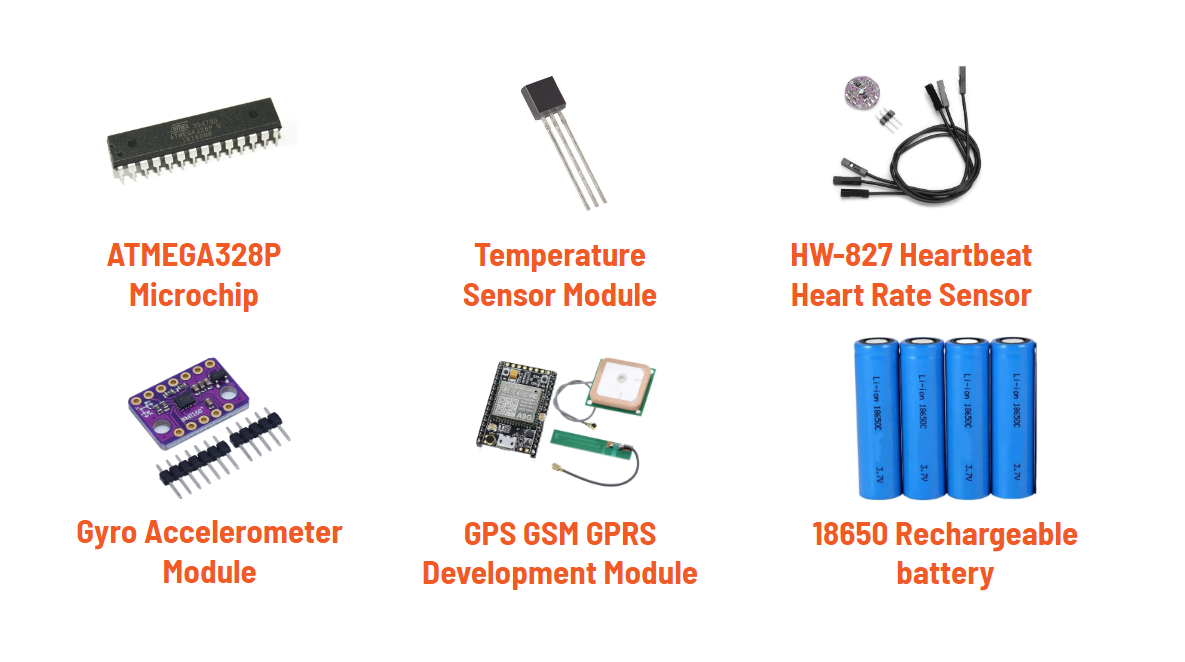 ATMEGA328P
Microchip
Temperature
Sensor Module
HW-827 Heartbeat
Heart Rate Sensor
A9G
Li-ion 18650C 3.7V
Li-ion 18650C 3.7V
Li-ion 18650C 3.7V
Li-ion 18650C 3.7V
Gyro Accelerometer
Module
GPS GSM GPRS
Development Module
18650 Rechargeable
battery